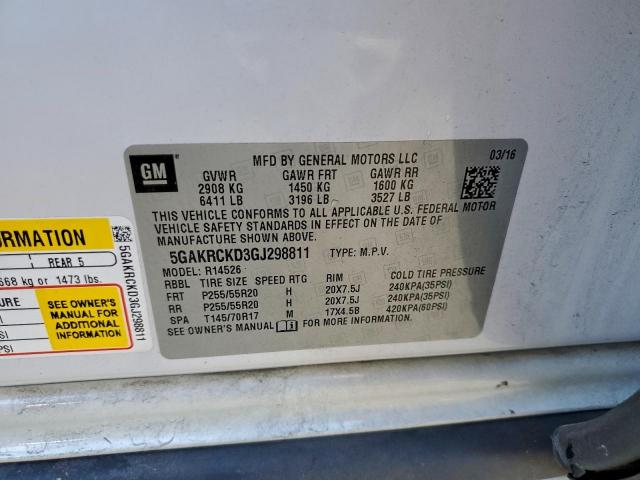 GM
MFD BY GENERAL MOTORS LLC 03/16
GVWR GAWR FRT GAWR RR
2908 KG 1450 KG 1600 KG
6411 LB 3196 LB 3527 LB
THIS VEHICLE CONFORMS TO ALL APPLICABLE U.S. FEDERAL MOTOR
VEHICLE SAFETY STANDARDS IN EFFECT ON THE DATE OF
MANUFACTURE SHOWN ABOVE.
5GAKRCKD3GJ298811 TYPE: M.P.V.
MODEL: R14526
RBBL TIRE SIZE SPEED RTG RIM COLD TIRE PRESSURE
FRT P255/55R20 H 20X7.5J 240KPA(35PSI)
RR P255/55R20 H 20X7.5J 240KPA(35PSI)
SPA T145/70R17 M 17X4.5B 420KPA(60PSI)
SEE OWNER'S MANUAL FOR MORE INFORMATION.
REAR 5
668 kg or 1473 lbs.
SEE OWNER'S
MANUAL FOR
ADDITIONAL
INFORMATION
5GAKRCKD3GJ298811